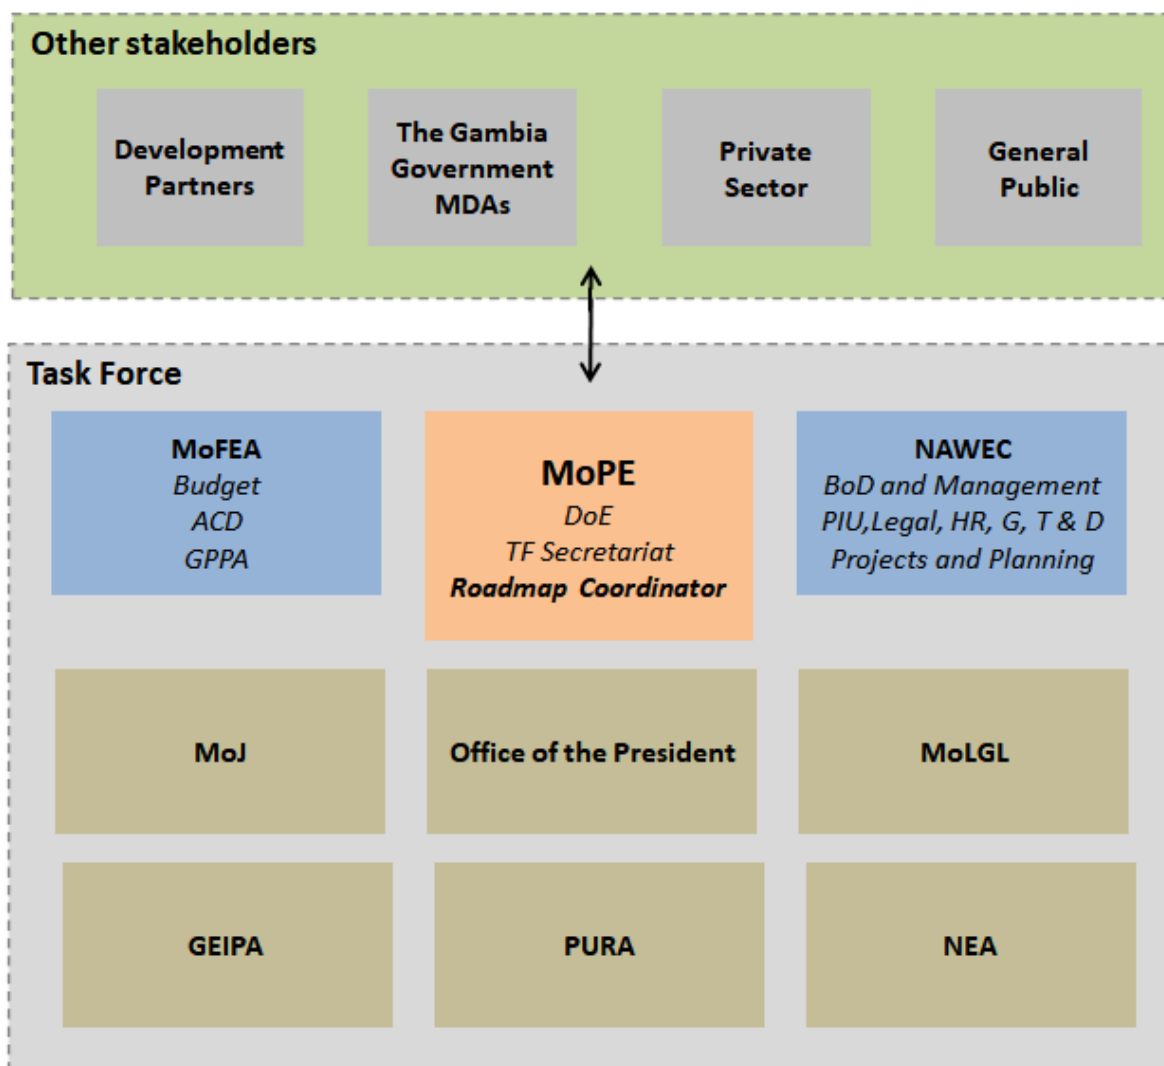 Other stakeholders
Development
Partners
The Gambia
Government
MDAs
Private
Sector
General
Public
Task Force
MoFEA
Budget
ACD
GPPA
MoPE
DoE
TF Secretariat
Roadmap Coordinator
NAWEC
BoD and Management
PIU,Legal, HR, G, T & D
Projects and Planning
MoJ
Office of the President
MoLGL
GEIPA
PURA
NEA